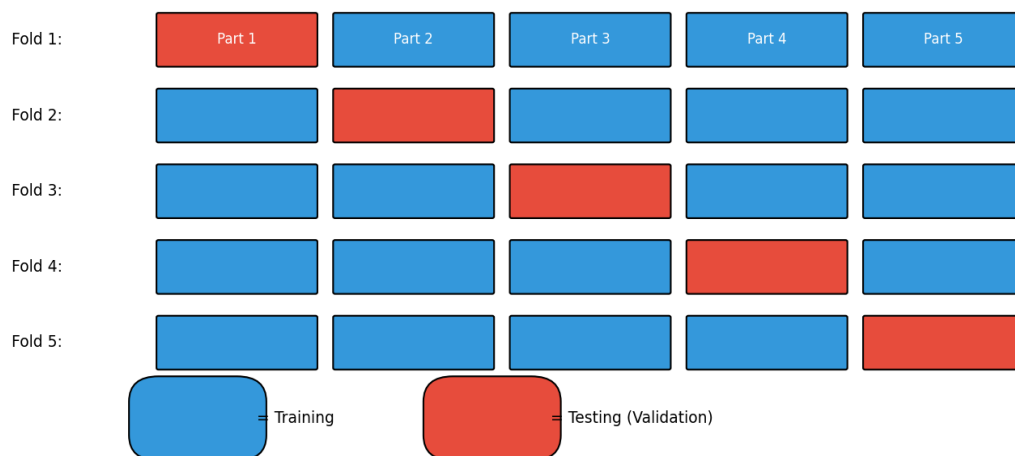 Fold 1: Part 1 Part 2 Part 3 Part 4 Part 5
Fold 2:
Fold 3:
Fold 4:
Fold 5:
= Training = Testing (Validation)